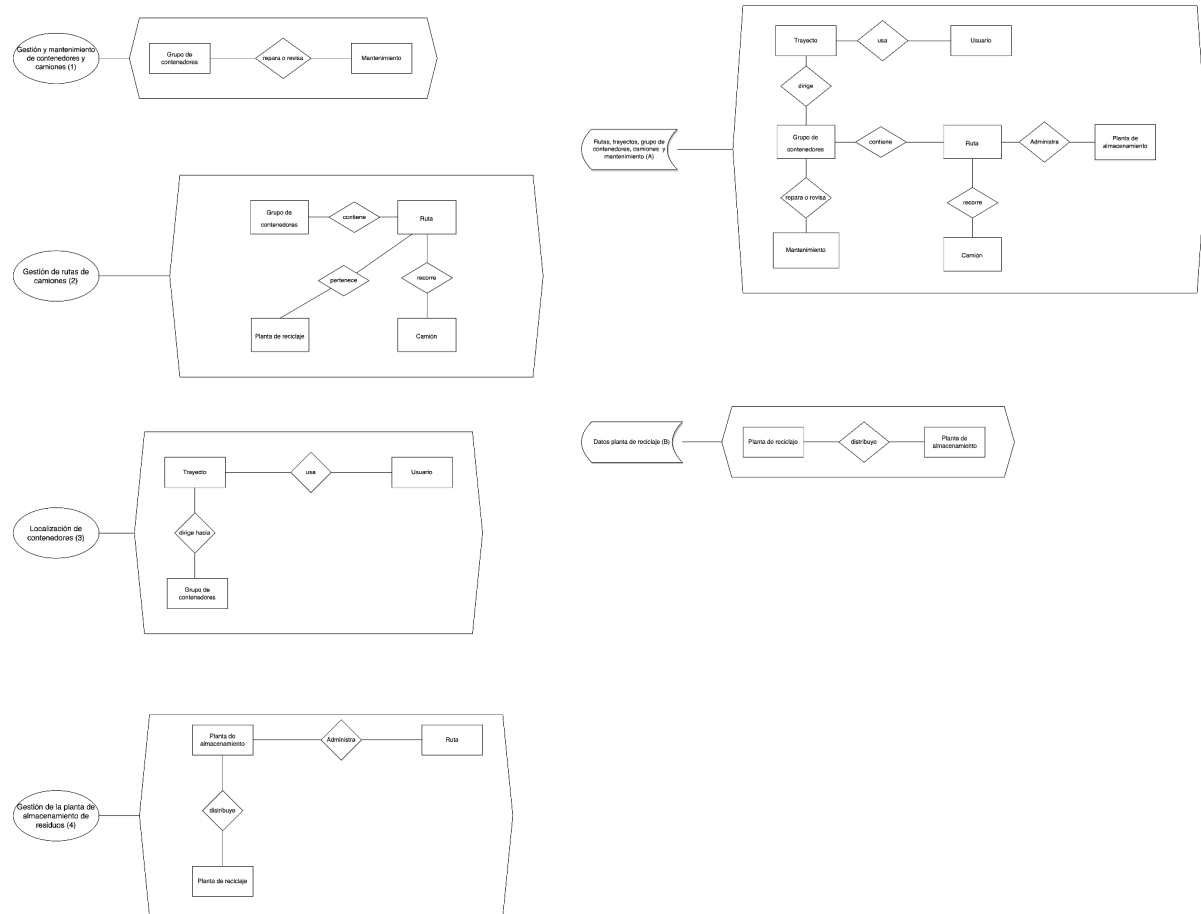 Gestión y mantenimiento
de contenedores y
camiones (1)
Grupo de
contenedores
repara o revisa
Mantenimiento
Gestión de rutas de
camiones (2)
Grupo de
contenedores
contiene
Ruta
pertenece
recorre
Planta de reciclaje
Camión
Localización de
contenedores (3)
Trayecto
usa
Usuario
dirige hacia
Grupo de
contenedores
Gestión de la planta de
almacenamiento de
residuos (4)
Planta de
almacenamiento
Administra
Ruta
distribuye
Planta de reciclaje
Rutas, trayectos, grupo de
contenedores, camiones y
mantenimiento (A)
Trayecto
usa
Usuario
dirige
Grupo de
contenedores
contiene
Ruta
Administra
Planta de
almacenamiento
repara o revisa
recorre
Mantenimiento
Camión
Datos planta de reciclaje (B)
Planta de reciclaje
distribuye
Planta de
almacenamiento